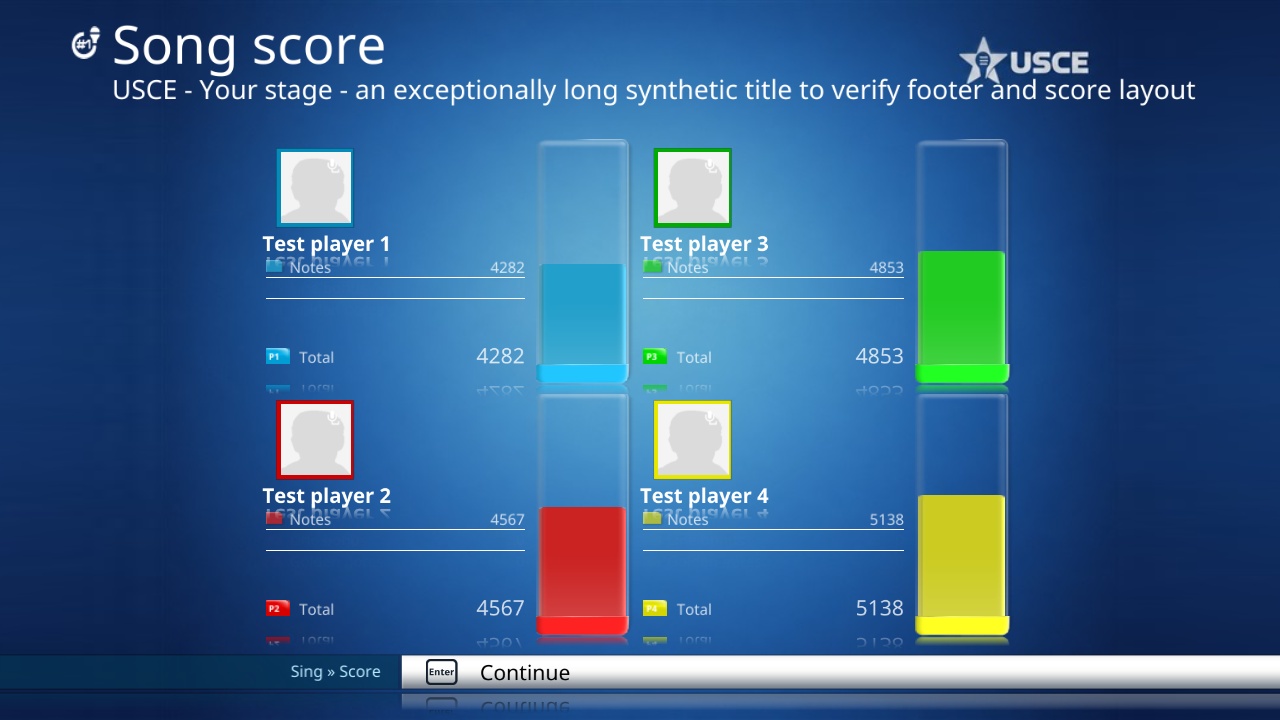 #1
Song score
USCE
USCE - Your stage - an exceptionally long synthetic title to verify footer and score layout
Test player 1
Notes 4282
P1 Total 4282
Test player 3
Notes 4853
P3 Total 4853
Test player 2
Notes 4567
P2 Total 4567
Test player 4
Notes 5138
P4 Total 5138
Sing » Score
Enter Continue